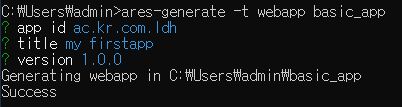 C:₩Users₩admin>ares-generate -t webapp basic_app
? app id ac.kr.com.ldh
? title my firstapp
? version 1.0.0
Generating webapp in C:₩Users₩admin₩basic_app
Success